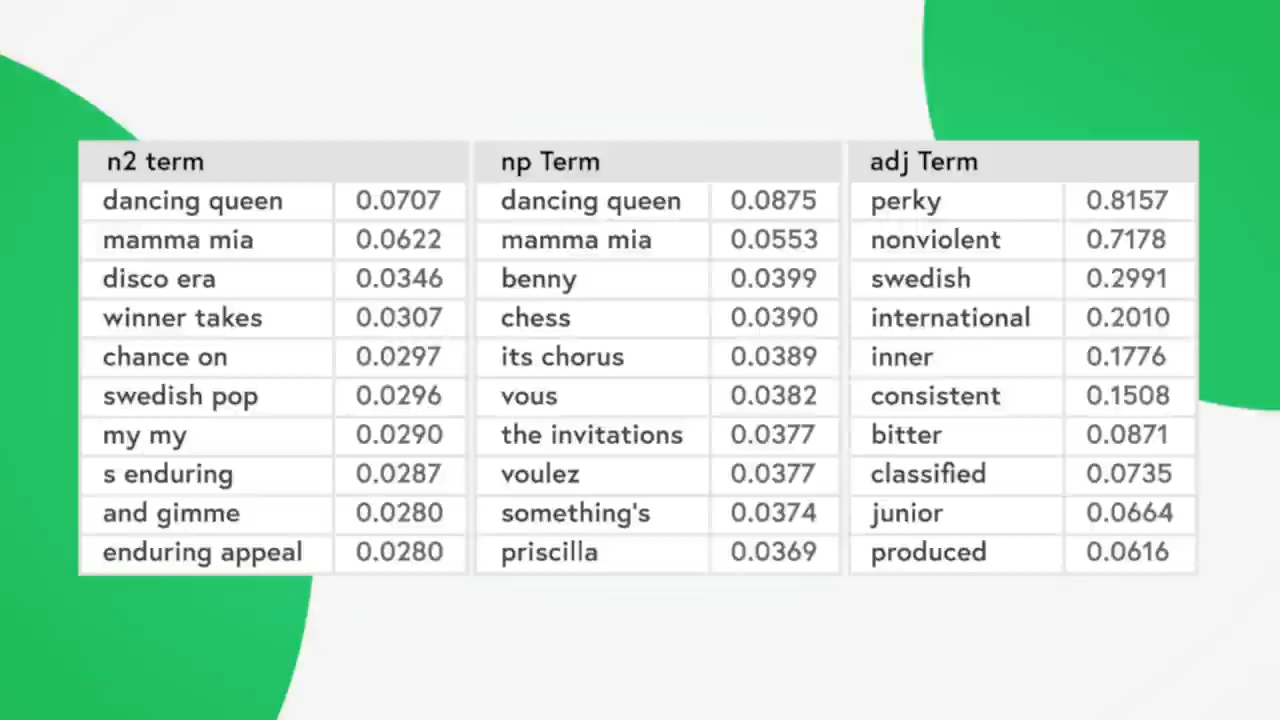 n2 term np Term adj Term
dancing queen 0.0707 dancing queen 0.0875 perky 0.8157
mamma mia 0.0622 mamma mia 0.0553 nonviolent 0.7178
disco era 0.0346 benny 0.0399 swedish 0.2991
winner takes 0.0307 chess 0.0390 international 0.2010
chance on 0.0297 its chorus 0.0389 inner 0.1776
swedish pop 0.0296 vous 0.0382 consistent 0.1508
my my 0.0290 the invitations 0.0377 bitter 0.0871
s enduring 0.0287 voulez 0.0377 classified 0.0735
and gimme 0.0280 something's 0.0374 junior 0.0664
enduring appeal 0.0280 priscilla 0.0369 produced 0.0616